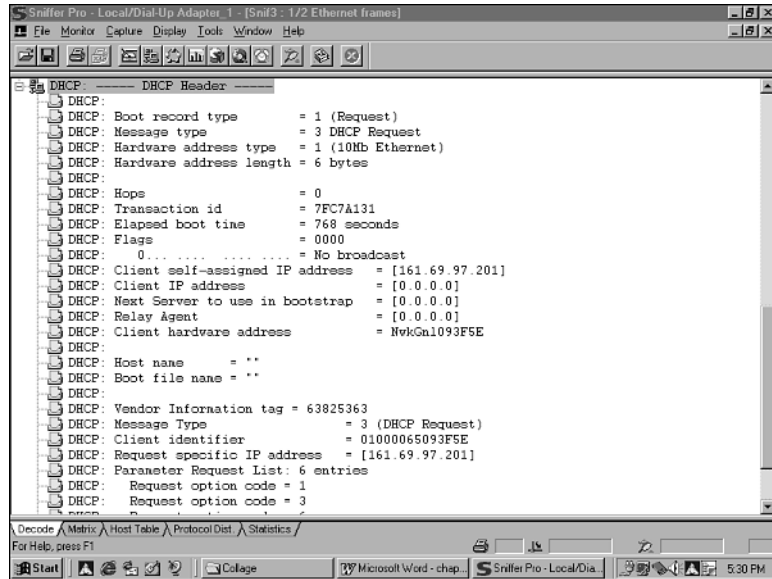 Sniffer Pro - Local/Dial-Up Adapter_1 - [Snif3 : 1/2 Ethernet frames]
File Monitor Capture Display Tools Window Help
DHCP: ----- DHCP Header -----
DHCP:
DHCP: Boot record type = 1 (Request)
DHCP: Message type = 3 DHCP Request
DHCP: Hardware address type = 1 (10Mb Ethernet)
DHCP: Hardware address length = 6 bytes
DHCP:
DHCP: Hops = 0
DHCP: Transaction id = 7FC7A131
DHCP: Elapsed boot time = 768 seconds
DHCP: Flags = 0000
DHCP: 0... .... .... .... = No broadcast
DHCP: Client self-assigned IP address = [161.69.97.201]
DHCP: Client IP address = [0.0.0.0]
DHCP: Next Server to use in bootstrap = [0.0.0.0]
DHCP: Relay Agent = [0.0.0.0]
DHCP: Client hardware address = NwkGnl093F5E
DHCP:
DHCP: Host name = ""
DHCP: Boot file name = ""
DHCP:
DHCP: Vendor Information tag = 63825363
DHCP: Message Type = 3 (DHCP Request)
DHCP: Client identifier = 01000065093F5E
DHCP: Request specific IP address = [161.69.97.201]
DHCP: Parameter Request List: 6 entries
DHCP: Request option code = 1
DHCP: Request option code = 3
Decode Matrix Host Table Protocol Dist. Statistics
For Help, press F1
Start Collage Microsoft Word - chap... Sniffer Pro - Local/Dia... 5:30 PM